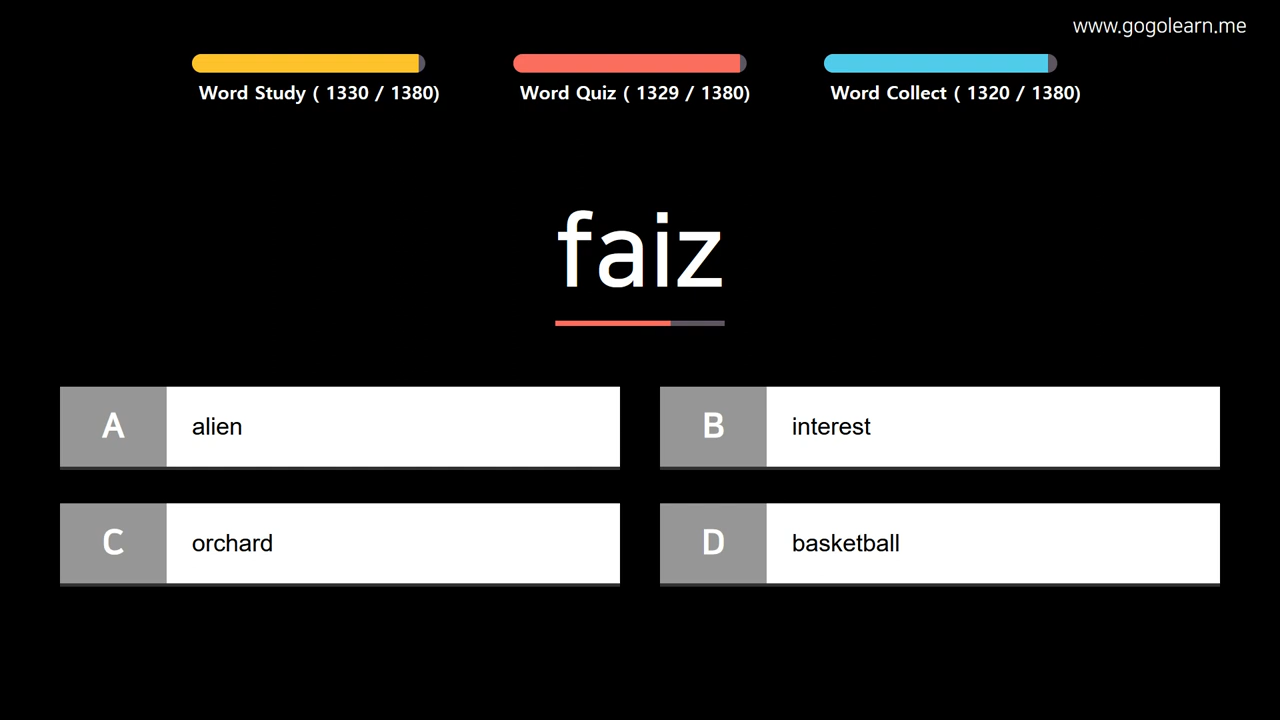 www.gogolearn.me
Word Study ( 1330 / 1380)
Word Quiz ( 1329 / 1380)
Word Collect ( 1320 / 1380)
faiz
A alien
B interest
C orchard
D basketball